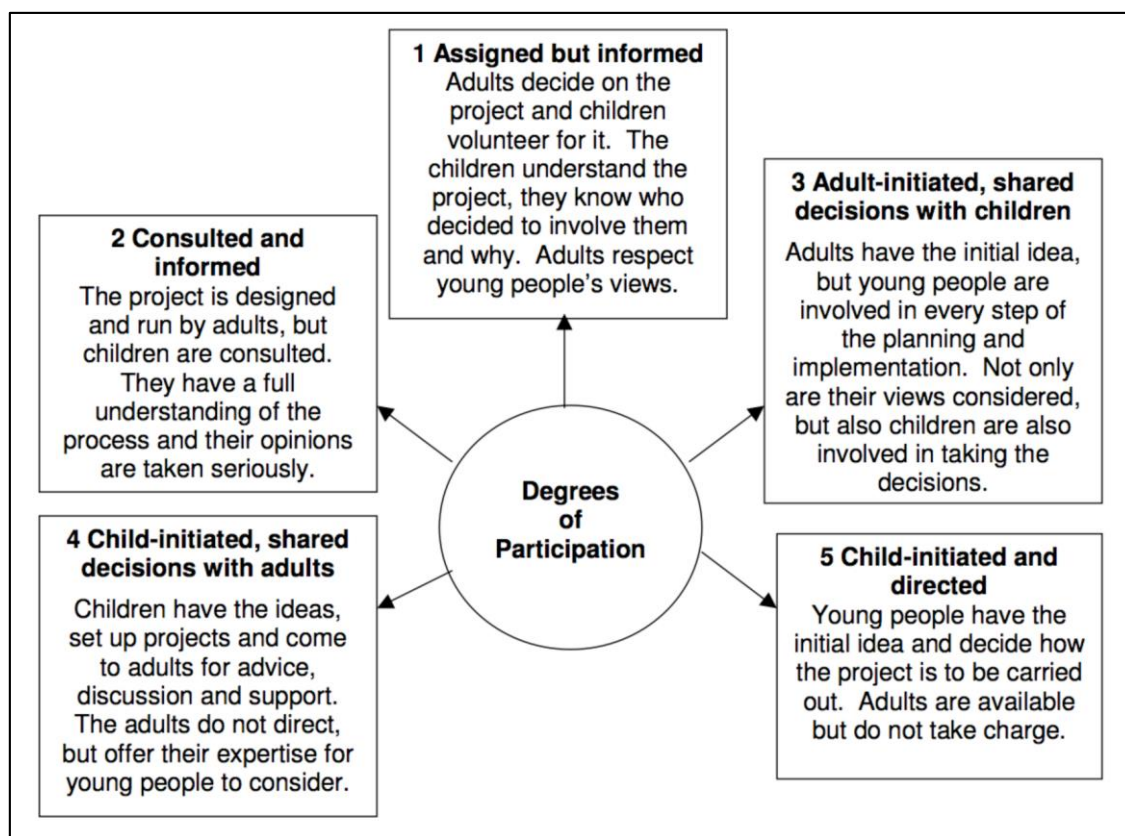 1 Assigned but informed
Adults decide on the
project and children
volunteer for it. The
children understand the
project, they know who
decided to involve them
and why. Adults respect
young people's views.
2 Consulted and
informed
The project is designed
and run by adults, but
children are consulted.
They have a full
understanding of the
process and their opinions
are taken seriously.
3 Adult-initiated, shared
decisions with children
Adults have the initial idea,
but young people are
involved in every step of
the planning and
implementation. Not only
are their views considered,
but also children are also
involved in taking the
decisions.
Degrees
of
Participation
4 Child-initiated, shared
decisions with adults
Children have the ideas,
set up projects and come
to adults for advice,
discussion and support.
The adults do not direct,
but offer their expertise for
young people to consider.
5 Child-initiated and
directed
Young people have the
initial idea and decide how
the project is to be carried
out. Adults are available
but do not take charge.